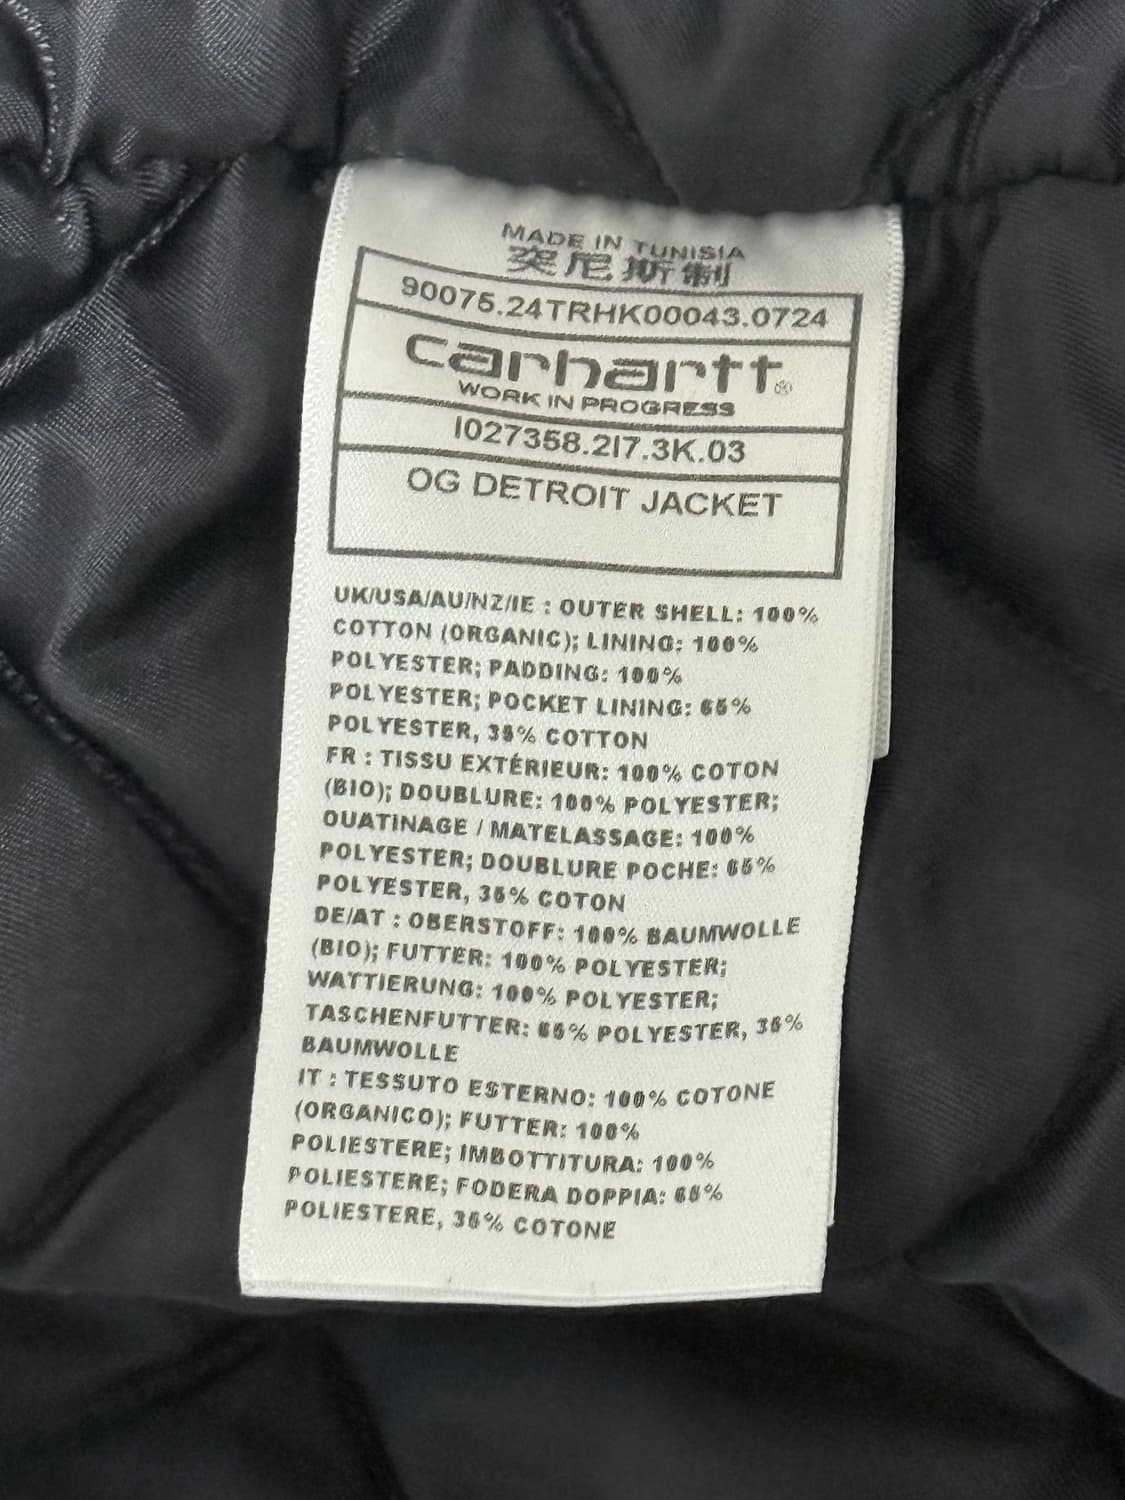 MADE IN TUNISIA
突尼斯制
90075.24TRHK00043.0724
carhartt®
WORK IN PROGRESS
I027358.2I7.3K.03
OG DETROIT JACKET
UK/USA/AU/NZ/IE : OUTER SHELL: 100%
COTTON (ORGANIC); LINING: 100%
POLYESTER; PADDING: 100%
POLYESTER; POCKET LINING: 65%
POLYESTER, 35% COTTON
FR : TISSU EXTÉRIEUR: 100% COTON
(BIO); DOUBLURE: 100% POLYESTER;
OUATINAGE / MATELASSAGE: 100%
POLYESTER; DOUBLURE POCHE: 65%
POLYESTER, 35% COTON
DE/AT : OBERSTOFF: 100% BAUMWOLLE
(BIO); FUTTER: 100% POLYESTER;
WATTIERUNG: 100% POLYESTER;
TASCHENFUTTER: 65% POLYESTER, 35%
BAUMWOLLE
IT : TESSUTO ESTERNO: 100% COTONE
(ORGANICO); FUTTER: 100%
POLIESTERE; IMBOTTITURA: 100%
POLIESTERE; FODERA DOPPIA: 65%
POLIESTERE, 35% COTONE